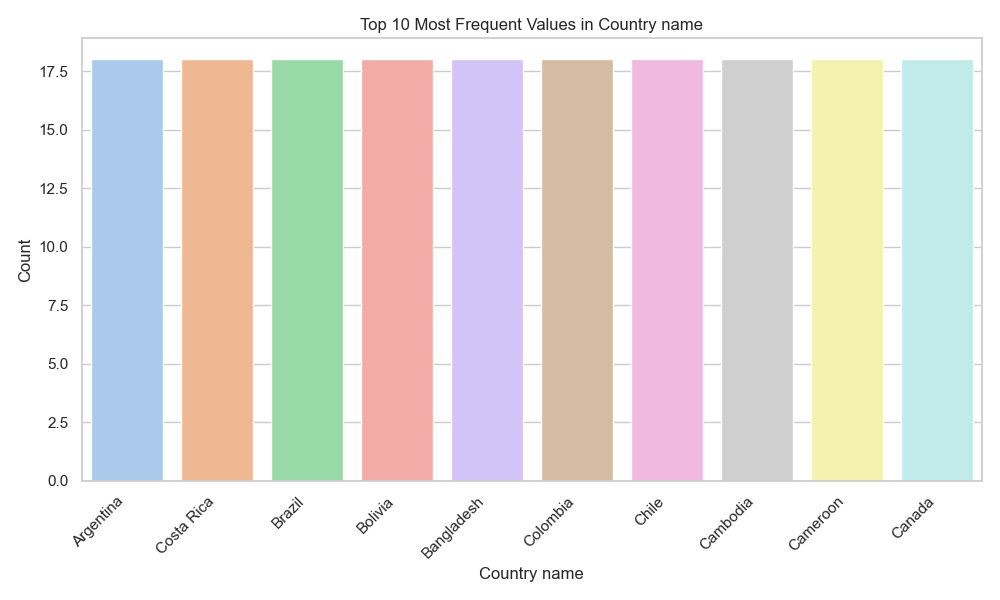 Top 10 Most Frequent Values in Country name
Count
17.5
15.0
12.5
10.0
7.5
5.0
2.5
0.0
Argentina
Costa Rica
Brazil
Bolivia
Bangladesh
Colombia
Chile
Cambodia
Cameroon
Canada
Country name